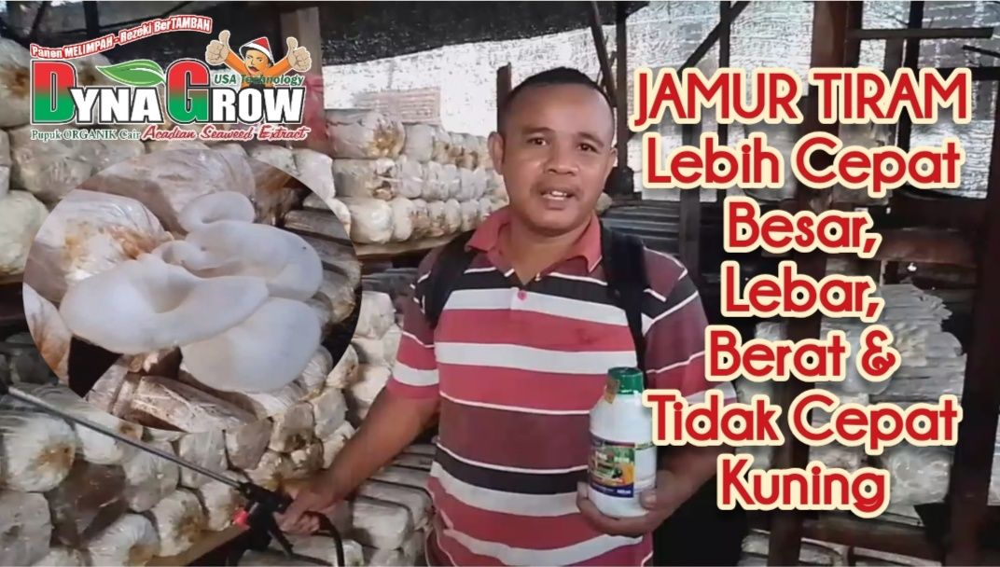 Panen MELIMPAH - Rezeki BerTAMBAH
USA Technology
DYNA GROW
Pupuk ORGANIK Cair Acadian Seaweed Extract
JAMUR TIRAM
Lebih Cepat
Besar,
Lebar,
Berat &
Tidak Cepat
Kuning